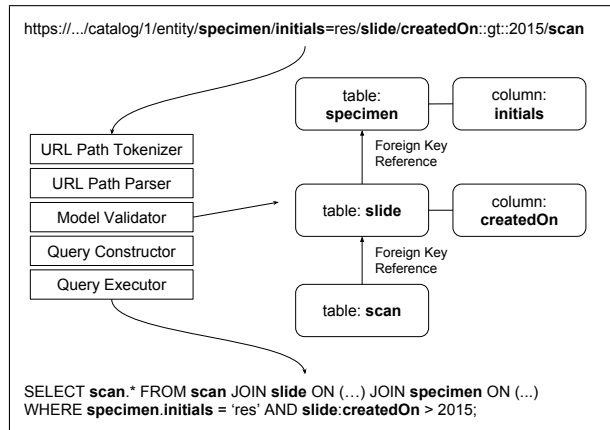 https://.../catalog/1/entity/specimen/initials=res/slide/createdOn::gt::2015/scan
table:
specimen
column:
initials
URL Path Tokenizer
URL Path Parser
Model Validator
Query Constructor
Query Executor
Foreign Key
Reference
table: slide
column:
createdOn
Foreign Key
Reference
table: scan
SELECT scan.* FROM scan JOIN slide ON (…) JOIN specimen ON (...)
WHERE specimen.initials = ‘res’ AND slide:createdOn > 2015;